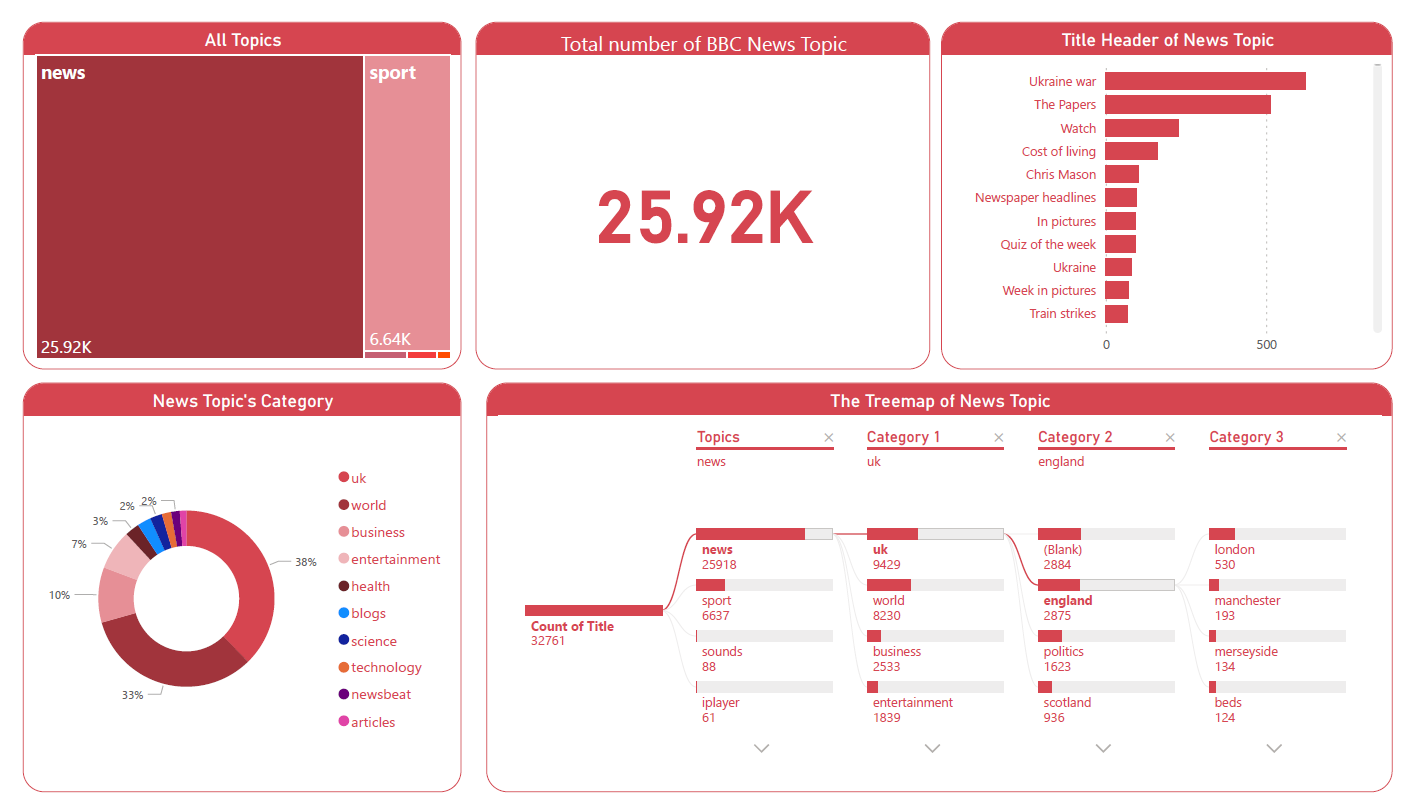 All Topics
news
sport
25.92K
6.64K
Total number of BBC News Topic
25.92K
Title Header of News Topic
Ukraine war
The Papers
Watch
Cost of living
Chris Mason
Newspaper headlines
In pictures
Quiz of the week
Ukraine
Week in pictures
Train strikes
0 500
News Topic's Category
2% 2%
3%
7%
10%
33%
38%
uk
world
business
entertainment
health
blogs
science
technology
newsbeat
articles
The Treemap of News Topic
Topics
news
Category 1
uk
Category 2
england
Category 3
Count of Title
32761
news
25918
sport
6637
sounds
88
iplayer
61
uk
9429
world
8230
business
2533
entertainment
1839
(Blank)
2884
england
2875
politics
1623
scotland
936
london
530
manchester
193
merseyside
134
beds
124